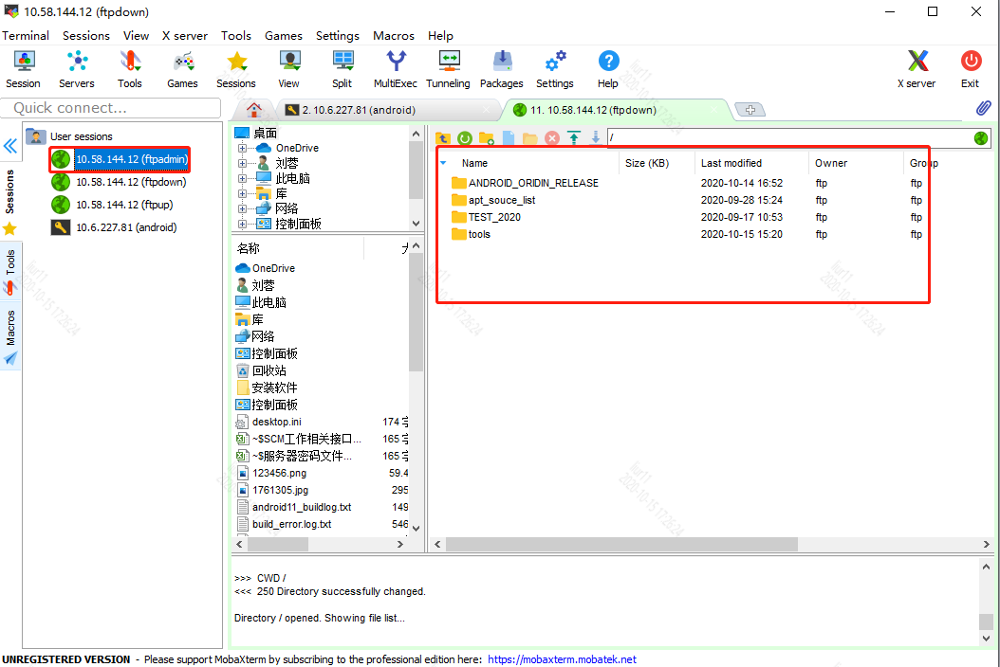 10.58.144.12 (ftpdown)
Terminal Sessions View X server Tools Games Settings Macros Help
Session Servers Tools Games Sessions View Split MultiExec Tunneling Packages Settings Help X server Exit
Quick connect...
2. 10.6.227.81 (android)
11. 10.58.144.12 (ftpdown)
Sessions
Tools
Macros
User sessions
10.58.144.12 (ftpadmin)
10.58.144.12 (ftpdown)
10.58.144.12 (ftpup)
10.6.227.81 (android)
桌面
OneDrive
刘蓉
此电脑
库
网络
控制面板
名称
OneDrive
刘蓉
此电脑
库
网络
控制面板
回收站
安装软件
控制面板
desktop.ini 174 字
~$SCM工作相关接口... 165 字
~$服务器密码文件... 165 字
123456.png 59.4
1761305.jpg 295
android11_buildlog.txt 149
build_error.log.txt 546
/
Name Size (KB) Last modified Owner Group
ANDROID_ORIDIN_RELEASE 2020-10-14 16:52 ftp ftp
apt_souce_list 2020-09-28 15:24 ftp ftp
TEST_2020 2020-09-17 10:53 ftp ftp
tools 2020-10-15 15:20 ftp ftp
>>> CWD /
<<< 250 Directory successfully changed.
Directory / opened. Showing file list...
UNREGISTERED VERSION - Please support MobaXterm by subscribing to the professional edition here: https://mobaxterm.mobatek.net